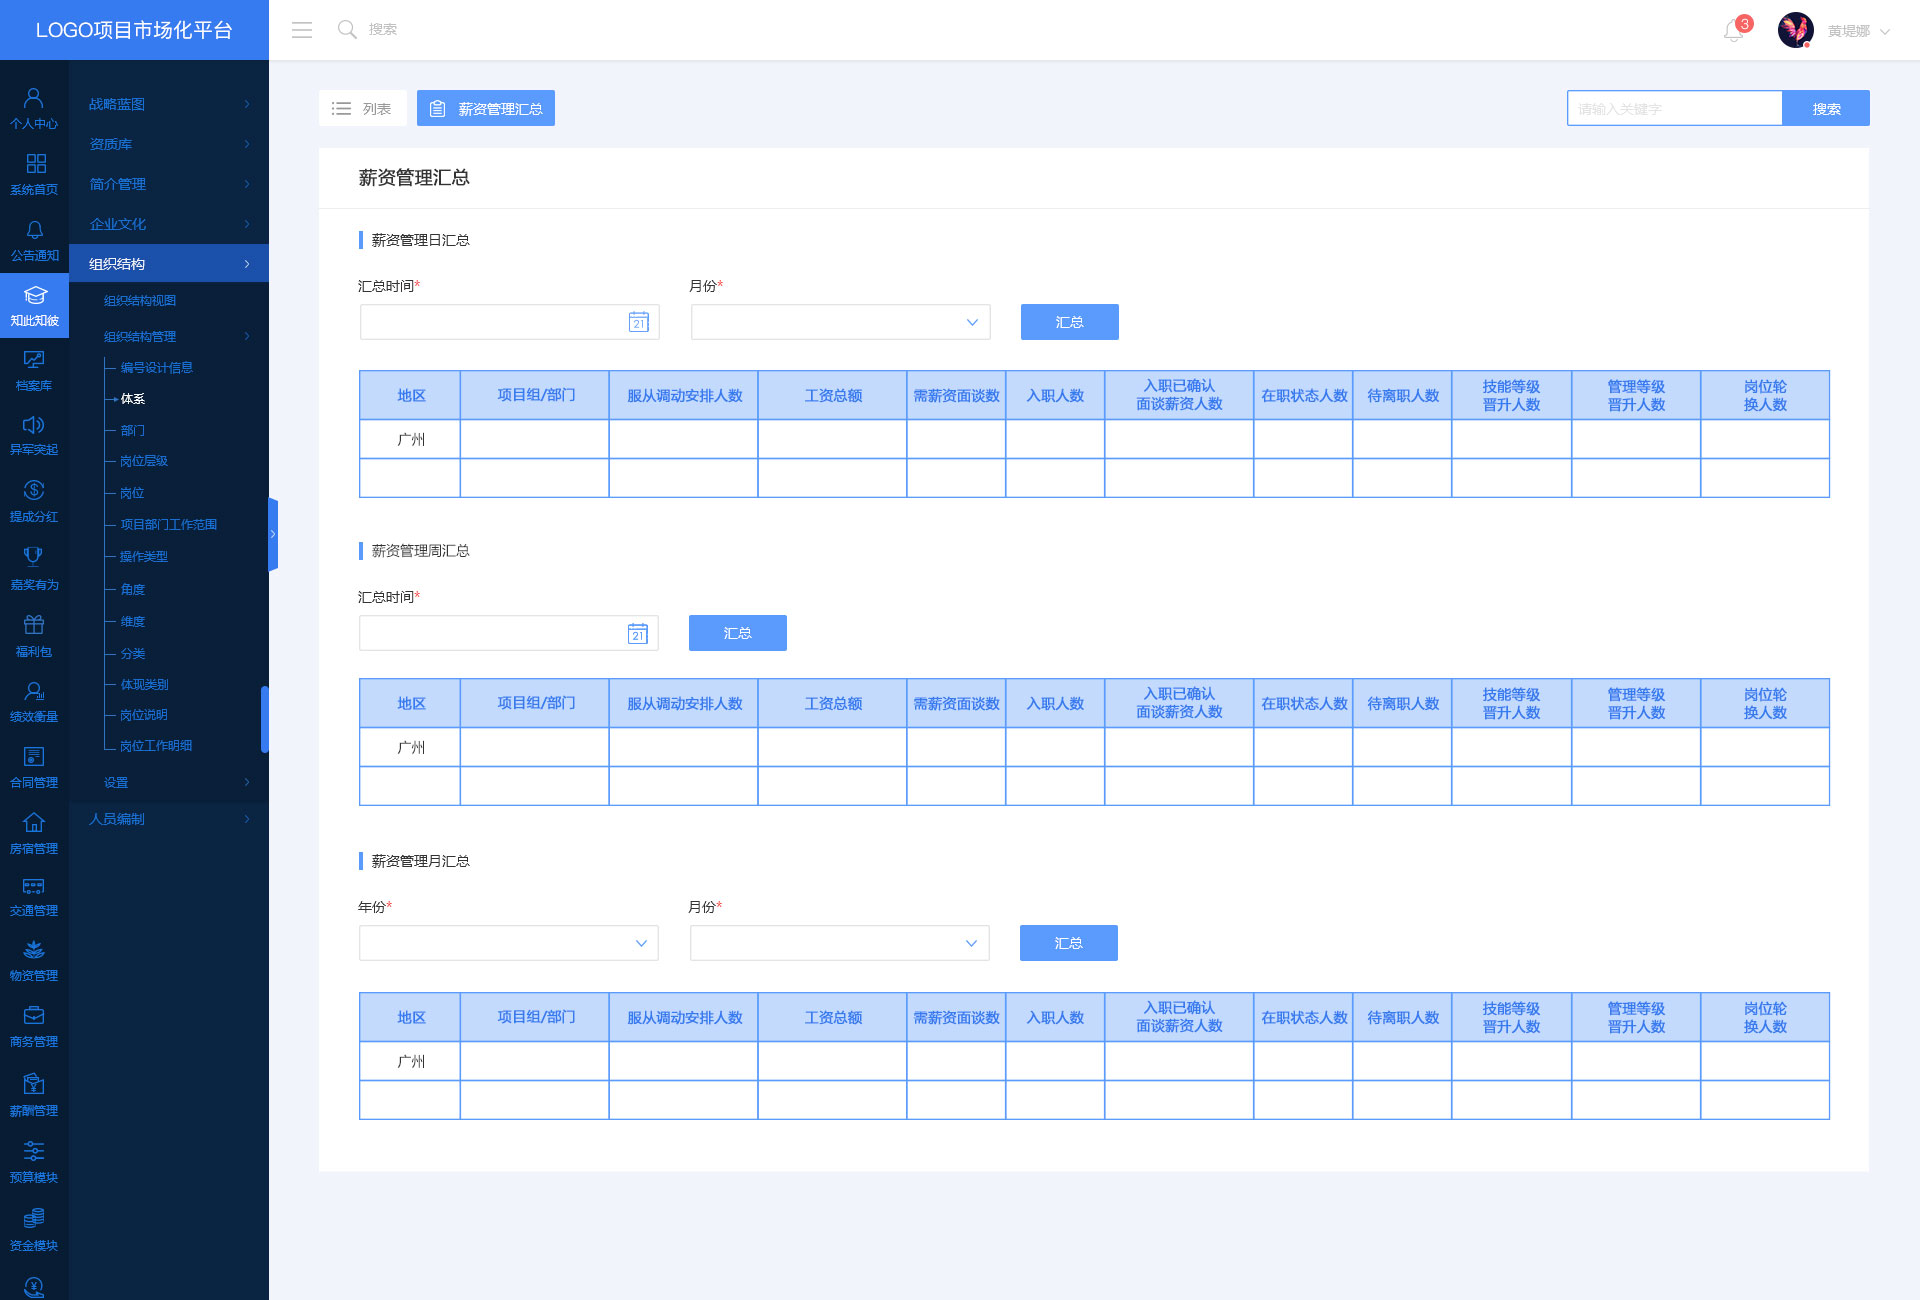 LOGO项目市场化平台
搜索
3
黄堤娜
个人中心
系统首页
公告通知
知此知彼
档案库
异军突起
提成分红
嘉奖有为
福利包
绩效衡量
合同管理
房宿管理
交通管理
物资管理
商务管理
薪酬管理
预算模块
资金模块
战略蓝图
资质库
简介管理
企业文化
组织结构
组织结构视图
组织结构管理
编号设计信息
体系
部门
岗位层级
岗位
项目部门工作范围
操作类型
角度
维度
分类
体现类别
岗位说明
岗位工作明细
设置
人员编制
列表
薪资管理汇总
请输入关键字
搜索
薪资管理汇总
薪资管理日汇总
汇总时间*
月份*
21
汇总
地区 项目组/部门 服从调动安排人数 工资总额 需薪资面谈数 入职人数 入职已确认 面谈薪资人数 在职状态人数 待离职人数 技能等级 晋升人数 管理等级 晋升人数 岗位轮 换人数
广州
薪资管理周汇总
汇总时间*
21
汇总
地区 项目组/部门 服从调动安排人数 工资总额 需薪资面谈数 入职人数 入职已确认 面谈薪资人数 在职状态人数 待离职人数 技能等级 晋升人数 管理等级 晋升人数 岗位轮 换人数
广州
薪资管理月汇总
年份*
月份*
汇总
地区 项目组/部门 服从调动安排人数 工资总额 需薪资面谈数 入职人数 入职已确认 面谈薪资人数 在职状态人数 待离职人数 技能等级 晋升人数 管理等级 晋升人数 岗位轮 换人数
广州